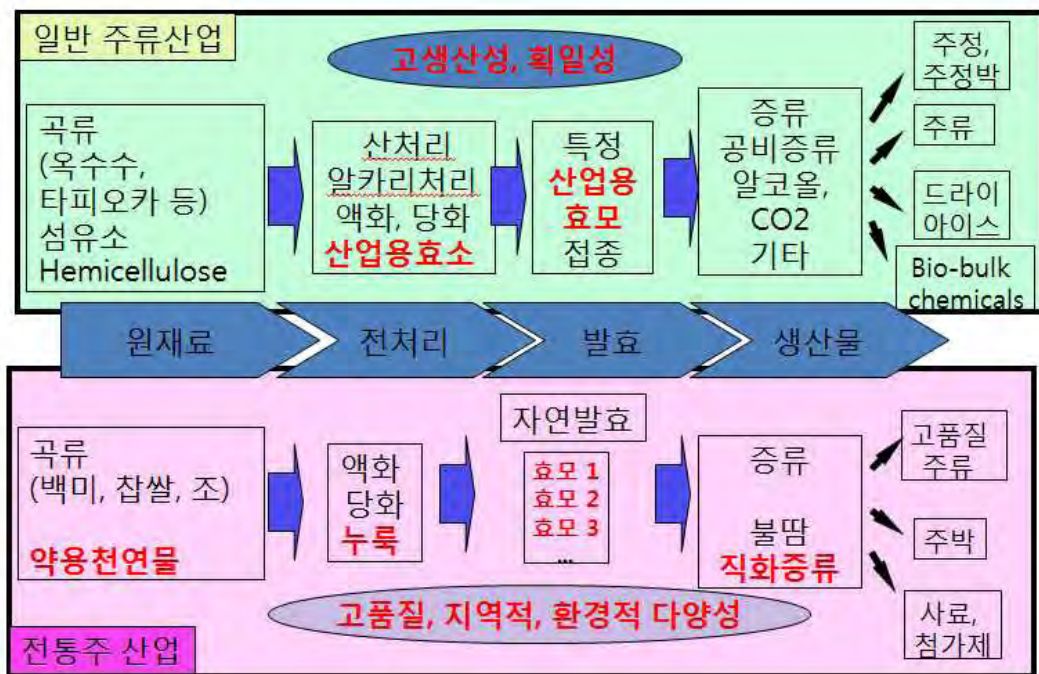 일반 주류산업
고생산성, 획일성
곡류
(옥수수,
타피오카 등)
섬유소
Hemicellulose
산처리
알카리처리
액화, 당화
산업용효소
특정
산업용
효모
접종
증류
공비증류
알코올,
CO2
기타
주정,
주정박
주류
드라이
아이스
Bio-bulk
chemicals
원재료
전처리
발효
생산물
곡류
(백미, 찹쌀, 조)
약용천연물
액화
당화
누룩
자연발효
효모 1
효모 2
효모 3
...
증류
불땀
직화증류
고품질
주류
주박
사료,
첨가제
고품질, 지역적, 환경적 다양성
전통주 산업